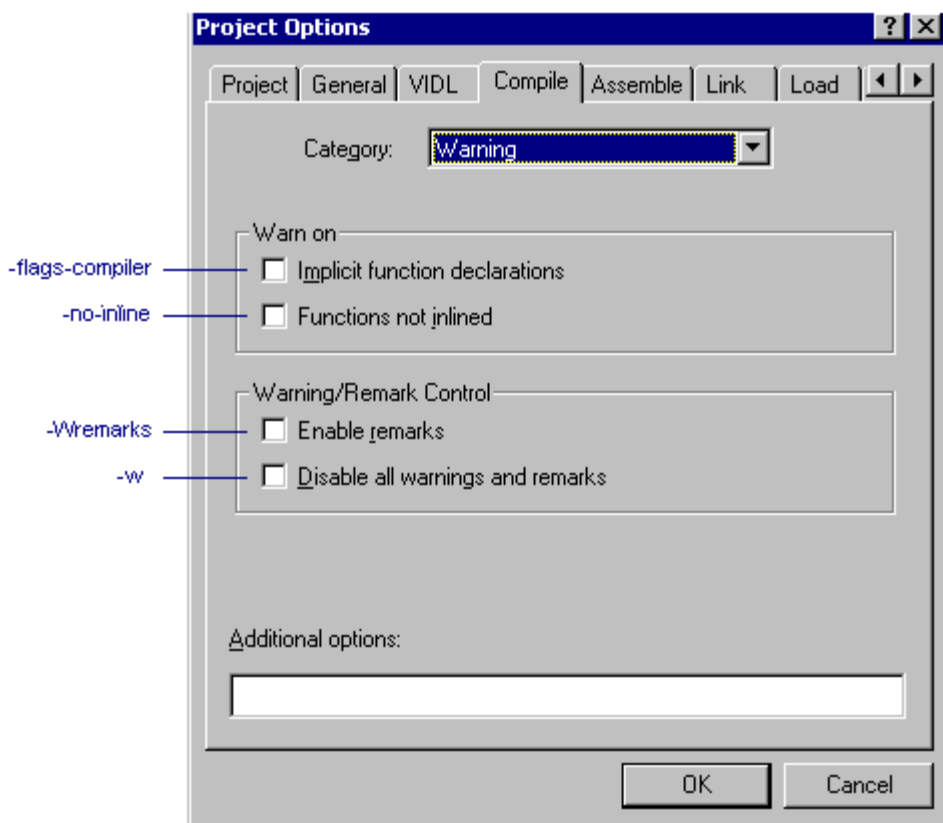 Project Options
Project General VIDL Compile Assemble Link Load
Category: Warning
Warn on
-flags-compiler Implicit function declarations
-no-inline Functions not inlined
Warning/Remark Control
-Wremarks Enable remarks
-w Disable all warnings and remarks
Additional options:
OK Cancel